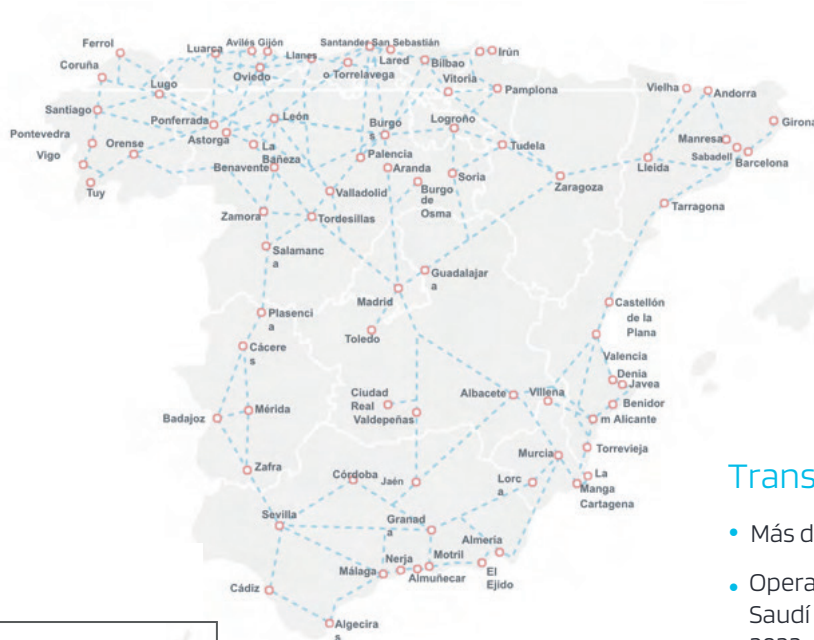 Ferrol
Coruña
Luarca
Avilés Gijón
Llanes
Oviedo
Santander San Sebastián
Lared
o Torrelavega
Bilbao
Irún
Vitoria
Pamplona
Vielha
Andorra
Girona
Lugo
Santiago
Pontevedra
Vigo
Orense
Tuy
Ponferrada
Astorga
León
La
Bañeza
Benavente
Burgo
s
Logroño
Palencia
Aranda
Burgo
de
Osma
Soria
Tudela
Zaragoza
Lleida
Manresa
Sabadell
Barcelona
Tarragona
Zamora
Valladolid
Tordesillas
Salamanc
a
Guadalajar
a
Madrid
Toledo
Plasenci
a
Cácere
s
Badajoz
Mérida
Zafra
Ciudad
Real
Valdepeñas
Albacete
Villena
Castellón
de la
Plana
Valencia
Denia
Javea
Benidor
m Alicante
Torrevieja
Murcia
La
Manga
Cartagena
Lorc
a
Córdoba
Jaén
Sevilla
Granad
a
Almería
Málaga
Nerja
Motril
Almuñecar
El
Ejido
Cádiz
Algecira
s
Trans
• Más d
• Opera
Saudí